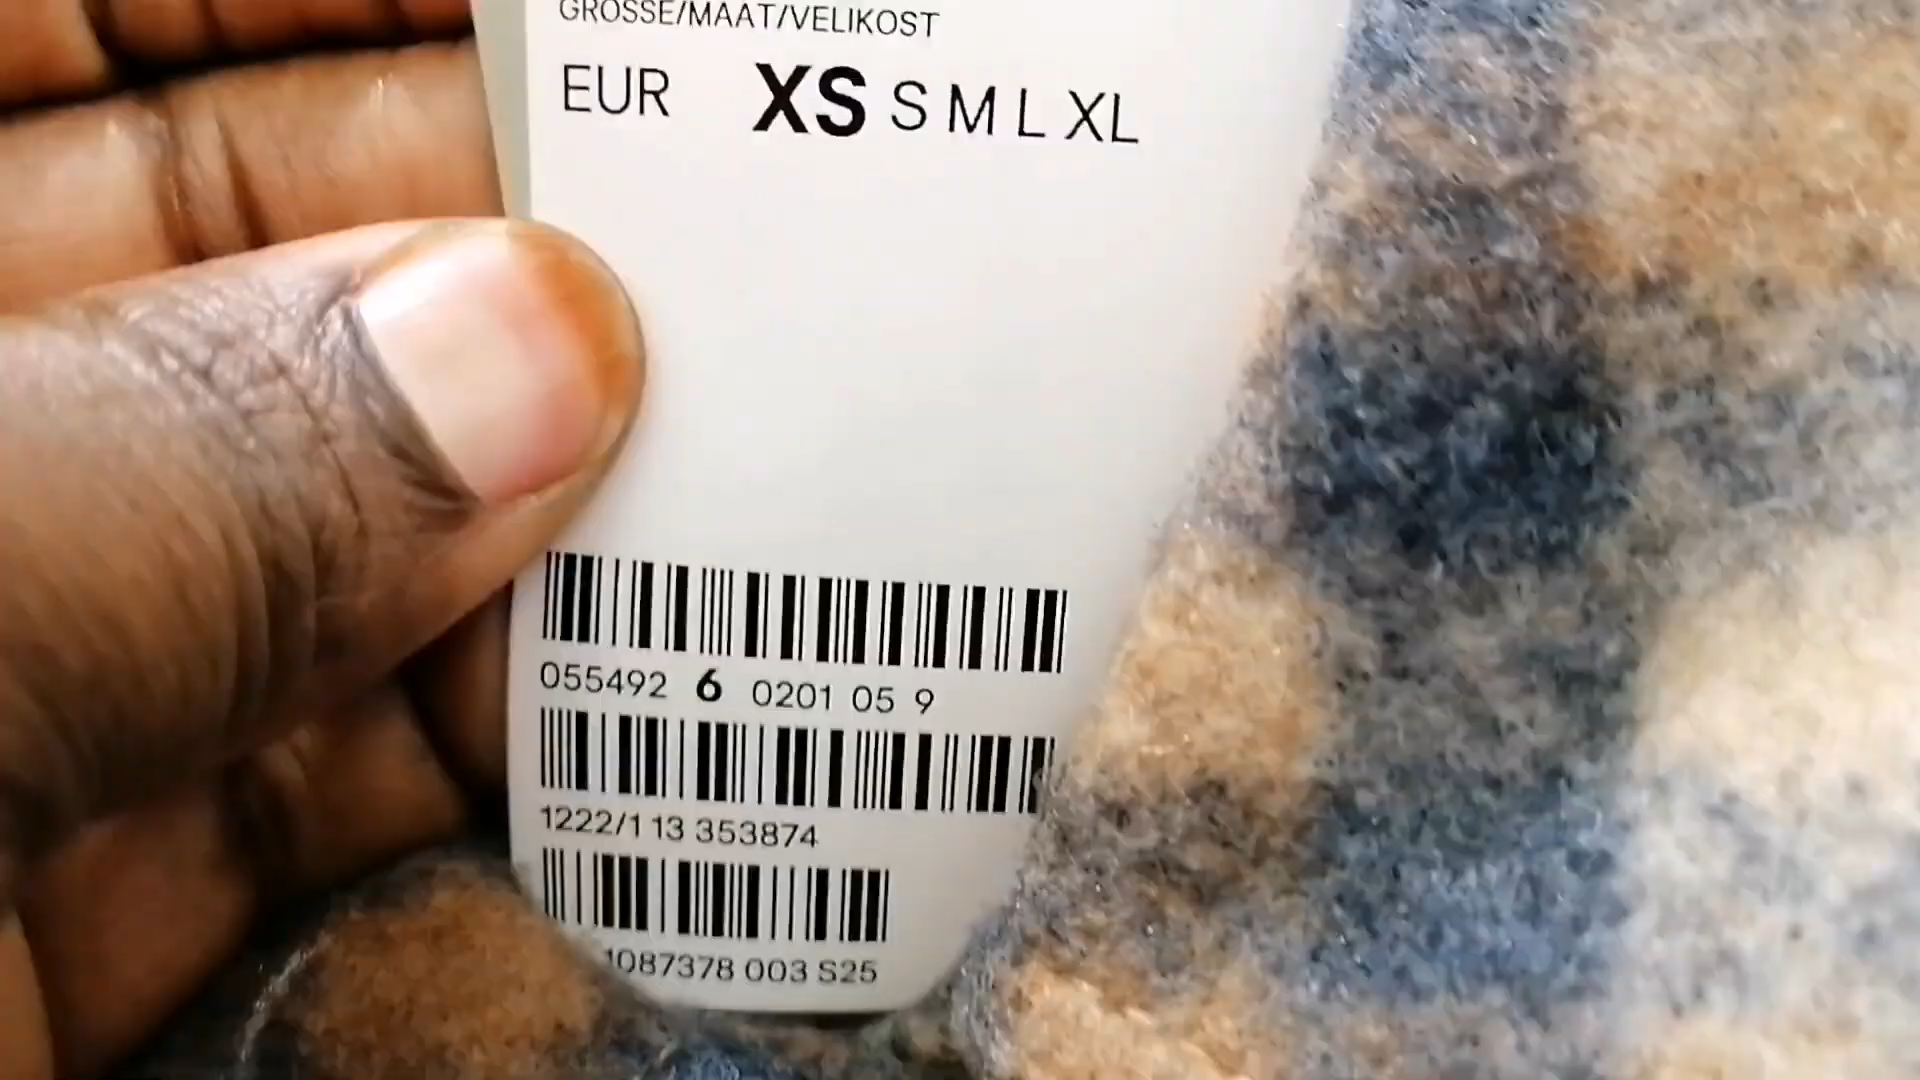 GROSSE/MAAT/VELIKOST
EUR XS S M L XL
055492 6 0201 05 9
1222/1 13 353874
1087378 003 S25